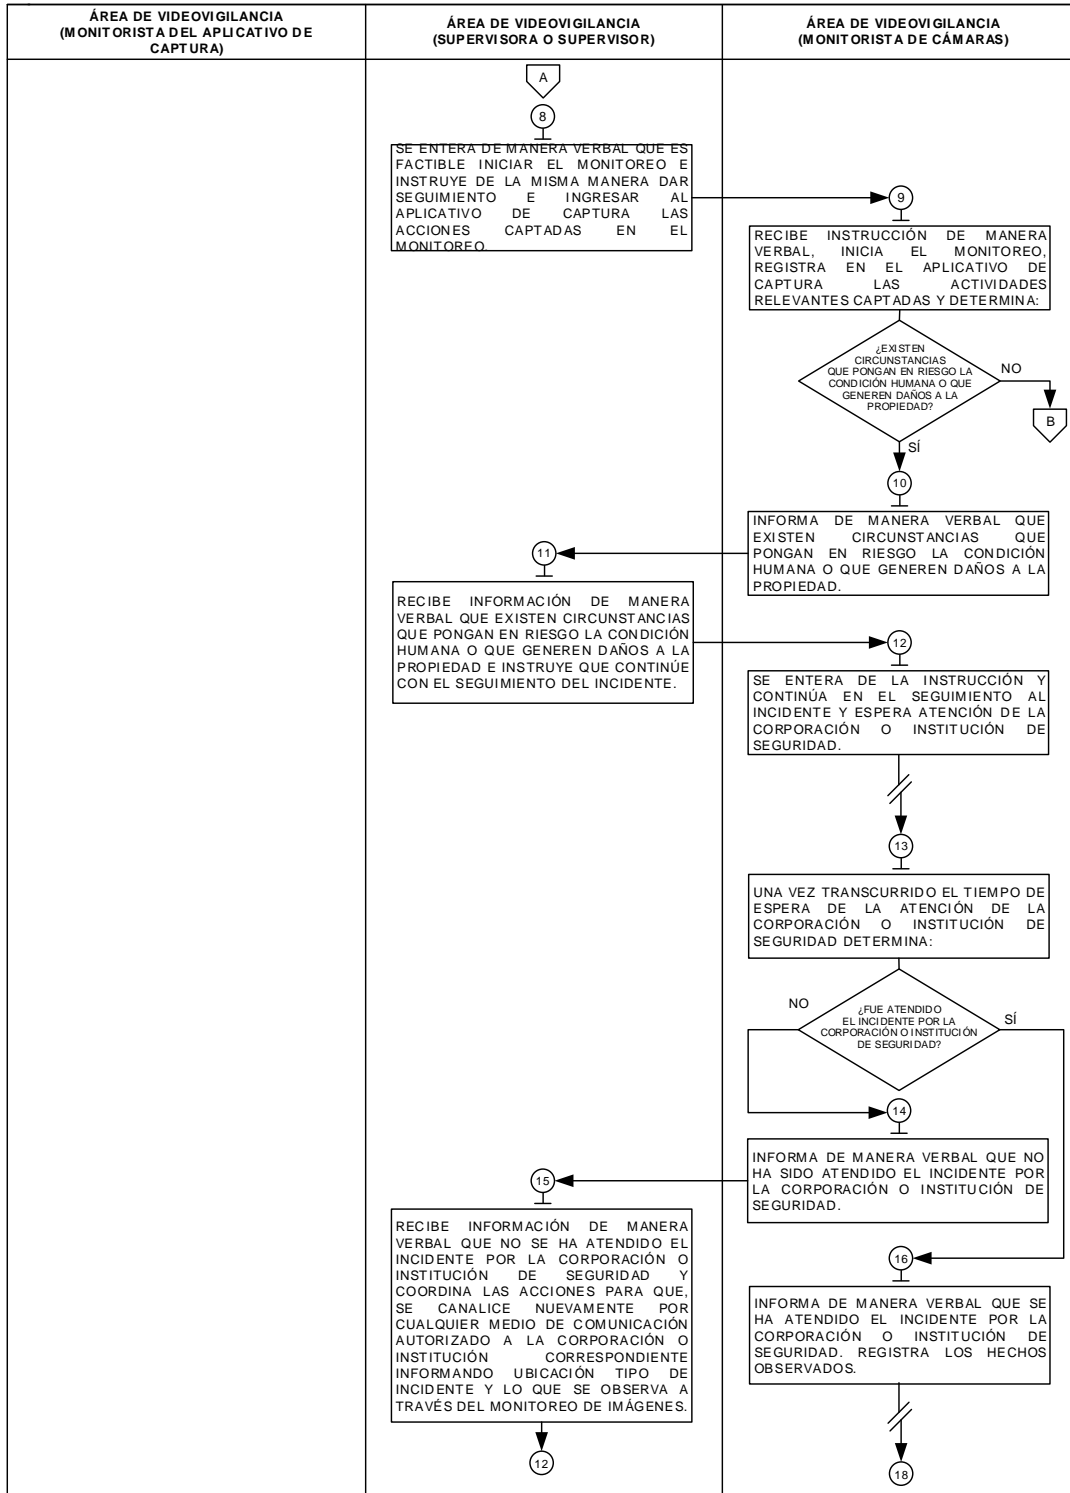 ÁREA DE VIDEOVIGILANCIA
(MONITORISTA DEL APLICATIVO DE
CAPTURA)
ÁREA DE VIDEOVIGILANCIA
(SUPERVISORA O SUPERVISOR)
ÁREA DE VIDEOVIGILANCIA
(MONITORISTA DE CÁMARAS)
A
8
SE ENTERA DE MANERA VERBAL QUE ES
FACTIBLE INICIAR EL MONITOREO E
INSTRUYE DE LA MISMA MANERA DAR
SEGUIMIENTO E INGRESAR AL
APLICATIVO DE CAPTURA LAS
ACCIONES CAPTADAS EN EL
MONITOREO.
9
RECIBE INSTRUCCIÓN DE MANERA
VERBAL, INICIA EL MONITOREO,
REGISTRA EN EL APLICATIVO DE
CAPTURA LAS ACTIVIDADES
RELEVANTES CAPTADAS Y DETERMINA:
¿EXISTEN
CIRCUNSTANCIAS
QUE PONGAN EN RIESGO LA
CONDICIÓN HUMANA O QUE
GENEREN DAÑOS A LA
PROPIEDAD?
NO
B
SÍ
10
INFORMA DE MANERA VERBAL QUE
EXISTEN CIRCUNSTANCIAS QUE
PONGAN EN RIESGO LA CONDICIÓN
HUMANA O QUE GENEREN DAÑOS A LA
PROPIEDAD.
11
RECIBE INFORMACIÓN DE MANERA
VERBAL QUE EXISTEN CIRCUNSTANCIAS
QUE PONGAN EN RIESGO LA CONDICIÓN
HUMANA O QUE GENEREN DAÑOS A LA
PROPIEDAD E INSTRUYE QUE CONTINÚE
CON EL SEGUIMIENTO DEL INCIDENTE.
12
SE ENTERA DE LA INSTRUCCIÓN Y
CONTINÚA EN EL SEGUIMIENTO AL
INCIDENTE Y ESPERA ATENCIÓN DE LA
CORPORACIÓN O INSTITUCIÓN DE
SEGURIDAD.
13
UNA VEZ TRANSCURRIDO EL TIEMPO DE
ESPERA DE LA ATENCIÓN DE LA
CORPORACIÓN O INSTITUCIÓN DE
SEGURIDAD DETERMINA:
NO
¿FUE ATENDIDO
EL INCIDENTE POR LA
CORPORACIÓN O INSTITUCIÓN
DE SEGURIDAD?
SÍ
14
INFORMA DE MANERA VERBAL QUE NO
HA SIDO ATENDIDO EL INCIDENTE POR
LA CORPORACIÓN O INSTITUCIÓN DE
SEGURIDAD.
15
RECIBE INFORMACIÓN DE MANERA
VERBAL QUE NO SE HA ATENDIDO EL
INCIDENTE POR LA CORPORACIÓN O
INSTITUCIÓN DE SEGURIDAD Y
COORDINA LAS ACCIONES PARA QUE,
SE CANALICE NUEVAMENTE POR
CUALQUIER MEDIO DE COMUNICACIÓN
AUTORIZADO A LA CORPORACIÓN O
INSTITUCIÓN CORRESPONDIENTE
INFORMANDO UBICACIÓN TIPO DE
INCIDENTE Y LO QUE SE OBSERVA A
TRAVÉS DEL MONITOREO DE IMÁGENES.
12
16
INFORMA DE MANERA VERBAL QUE SE
HA ATENDIDO EL INCIDENTE POR LA
CORPORACIÓN O INSTITUCIÓN DE
SEGURIDAD. REGISTRA LOS HECHOS
OBSERVADOS.
18